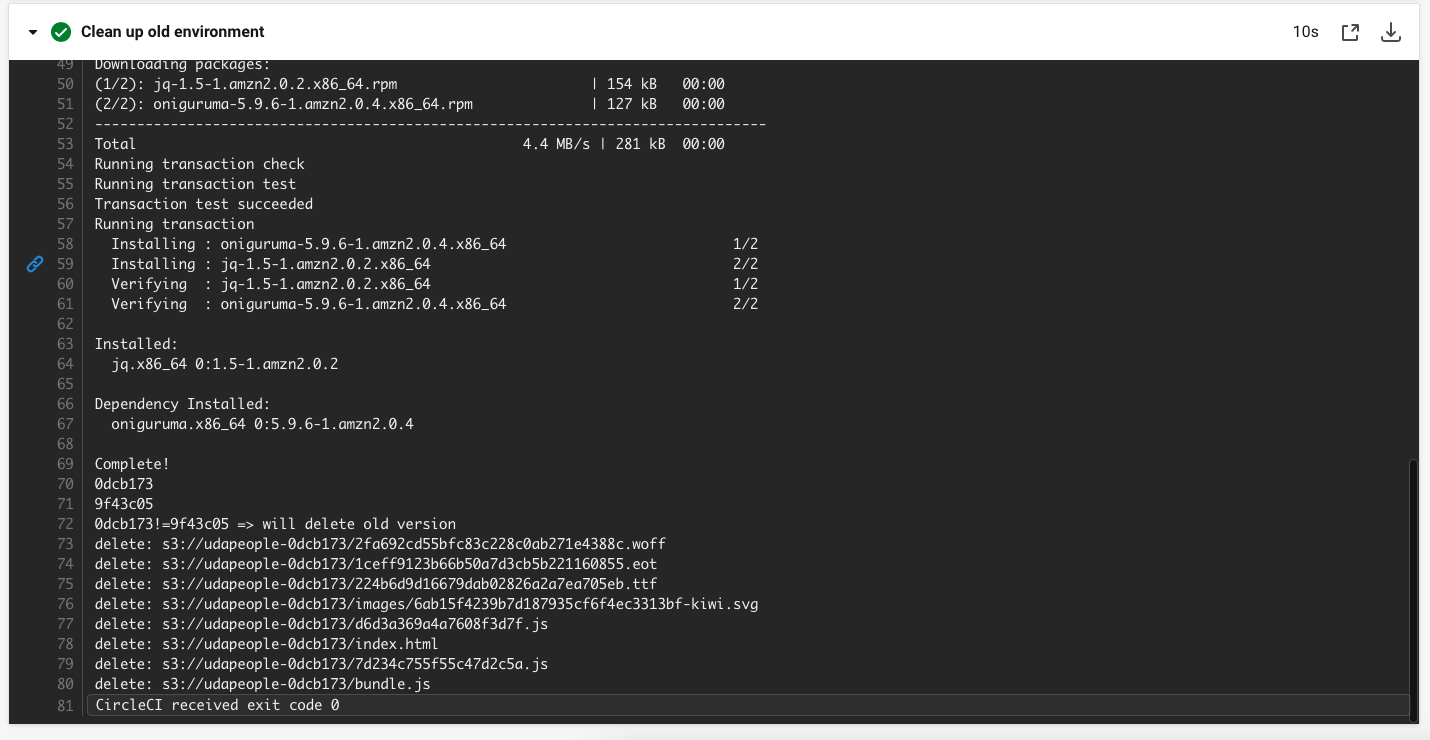 Clean up old environment 10s
49 Downloading packages:
50 (1/2): jq-1.5-1.amzn2.0.2.x86_64.rpm | 154 kB 00:00
51 (2/2): oniguruma-5.9.6-1.amzn2.0.4.x86_64.rpm | 127 kB 00:00
52 --------------------------------------------------------------------------------
53 Total 4.4 MB/s | 281 kB 00:00
54 Running transaction check
55 Running transaction test
56 Transaction test succeeded
57 Running transaction
58 Installing : oniguruma-5.9.6-1.amzn2.0.4.x86_64 1/2
59 Installing : jq-1.5-1.amzn2.0.2.x86_64 2/2
60 Verifying : jq-1.5-1.amzn2.0.2.x86_64 1/2
61 Verifying : oniguruma-5.9.6-1.amzn2.0.4.x86_64 2/2
62
63 Installed:
64 jq.x86_64 0:1.5-1.amzn2.0.2
65
66 Dependency Installed:
67 oniguruma.x86_64 0:5.9.6-1.amzn2.0.4
68
69 Complete!
70 0dcb173
71 9f43c05
72 0dcb173!=9f43c05 => will delete old version
73 delete: s3://udapeople-0dcb173/2fa692cd55bfc83c228c0ab271e4388c.woff
74 delete: s3://udapeople-0dcb173/1ceff9123b66b50a7d3cb5b221160855.eot
75 delete: s3://udapeople-0dcb173/224b6d9d16679dab02826a2a7ea705eb.ttf
76 delete: s3://udapeople-0dcb173/images/6ab15f4239b7d187935cf6f4ec3313bf-kiwi.svg
77 delete: s3://udapeople-0dcb173/d6d3a369a4a7608f3d7f.js
78 delete: s3://udapeople-0dcb173/index.html
79 delete: s3://udapeople-0dcb173/7d234c755f55c47d2c5a.js
80 delete: s3://udapeople-0dcb173/bundle.js
81 CircleCI received exit code 0